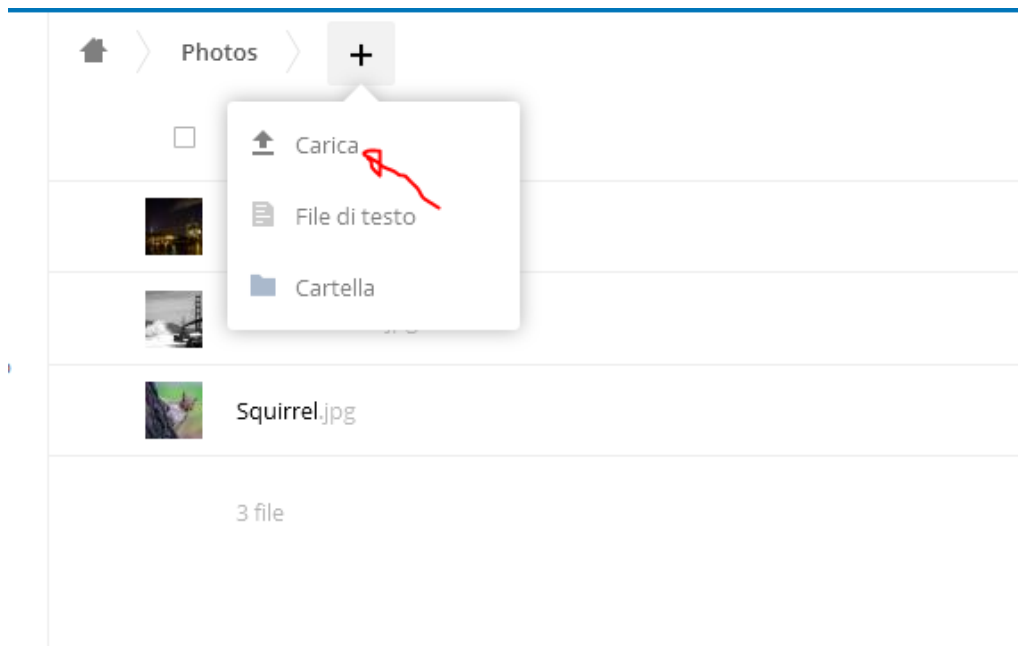 Photos
+
Carica
File di testo
Cartella
Squirrel.jpg
3 file